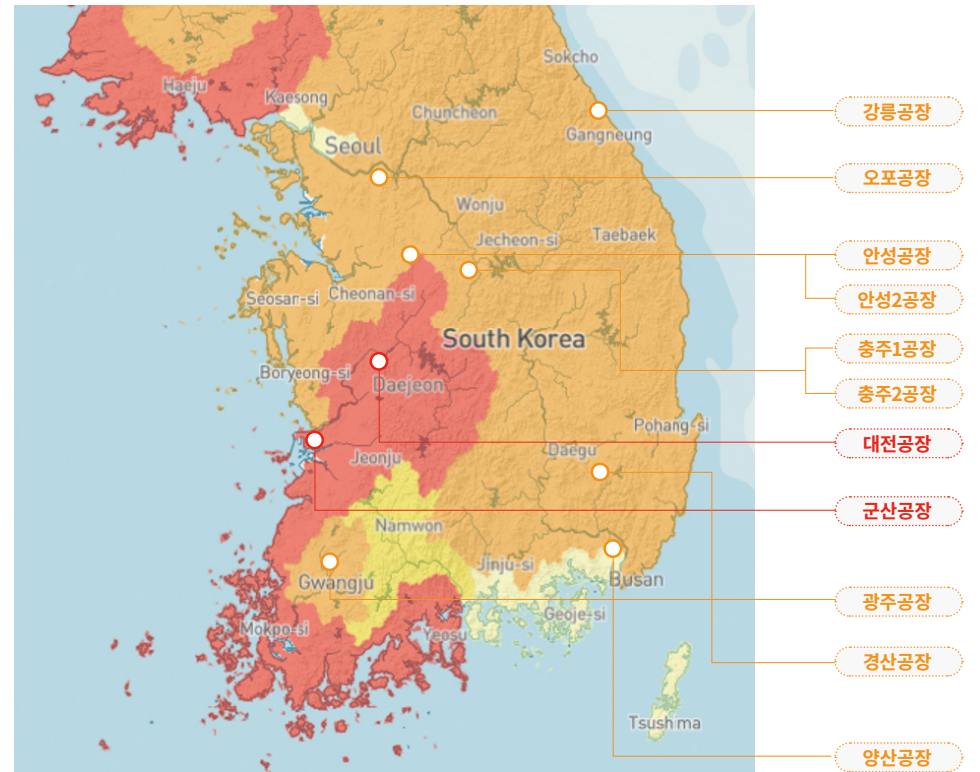 Sokcho
Haeju
Kaesong
Chuncheon
강릉공장
Gangneung
Seoul
오포공장
Wonju
Jecheon-si
Taebaek
안성공장
안성2공장
Seosan-si
Cheonan-si
South Korea
충주1공장
Boryeong-si
Daejeon
충주2공장
Pohang-si
대전공장
Jeonju
Daegu
군산공장
Namwon
Jinju-si
Gwangju
Busan
광주공장
Geoje-si
Mokpo-si
Yeosu
경산공장
Tsushima
양산공장